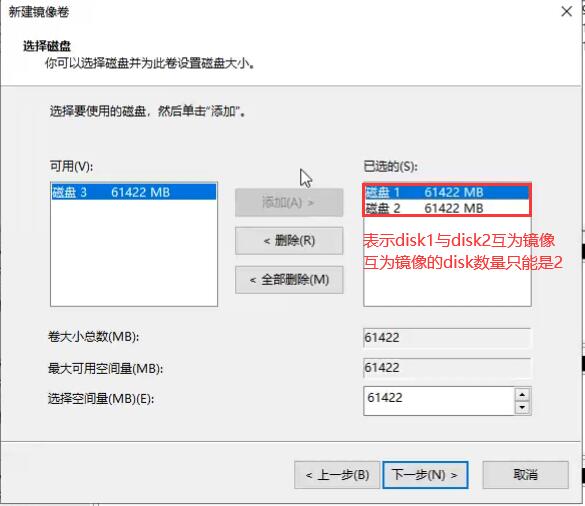 新建镜像卷
选择磁盘
你可以选择磁盘并为此卷设置磁盘大小。
选择要使用的磁盘，然后单击“添加”。
可用(V):
已选的(S):
磁盘 3 61422 MB
添加(A) >
< 删除(R)
< 全部删除(M)
磁盘 1 61422 MB
磁盘 2 61422 MB
表示disk1与disk2互为镜像
互为镜像的disk数量只能是2
卷大小总数(MB):
61422
最大可用空间量(MB):
61422
选择空间量(MB)(E):
61422
< 上一步(B)
下一步(N) >
取消